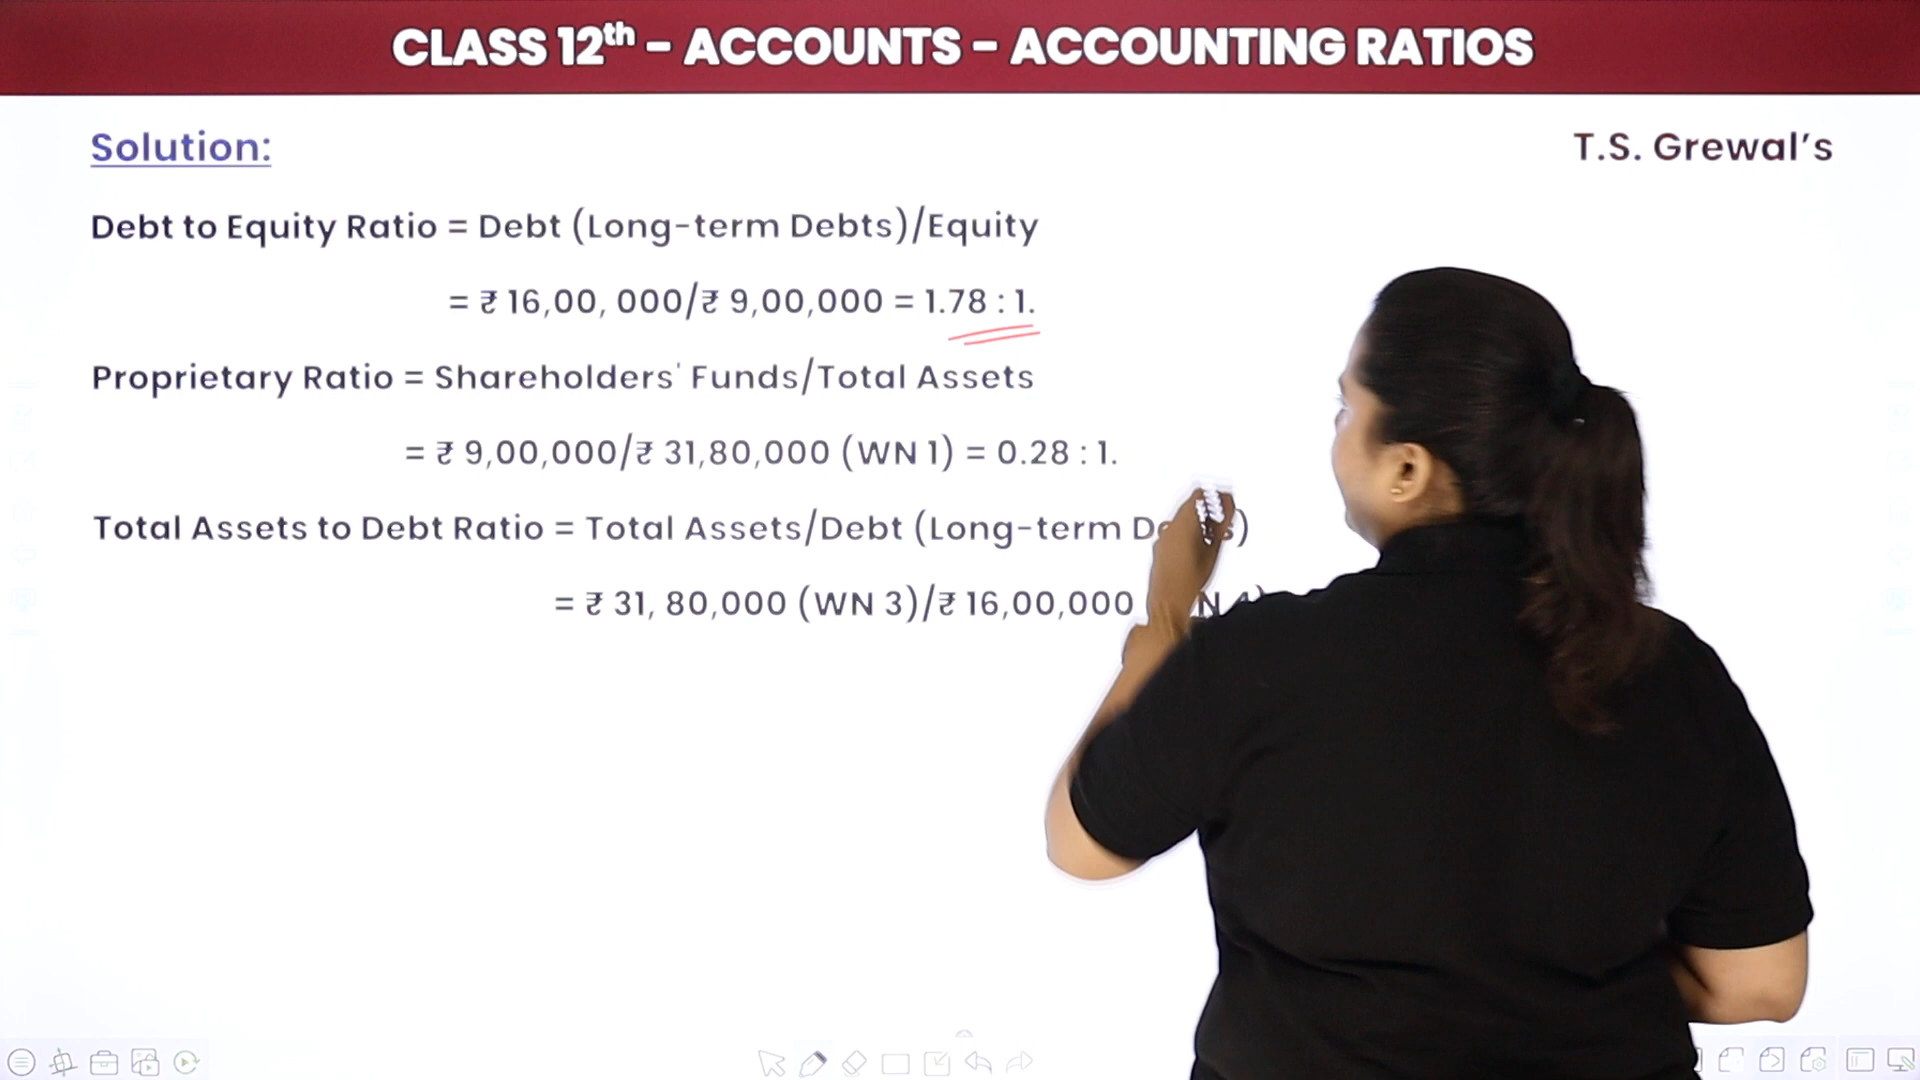 CLASS 12th – ACCOUNTS – ACCOUNTING RATIOS
Solution:
T.S. Grewal's
Debt to Equity Ratio = Debt (Long-term Debts)/Equity
= ₹ 16,00, 000/₹ 9,00,000 = 1.78 : 1.
Proprietary Ratio = Shareholders' Funds/Total Assets
= ₹ 9,00,000/₹ 31,80,000 (WN 1) = 0.28 : 1.
Total Assets to Debt Ratio = Total Assets/Debt (Long-term
= ₹ 31, 80,000 (WN 3)/₹ 16,00,000